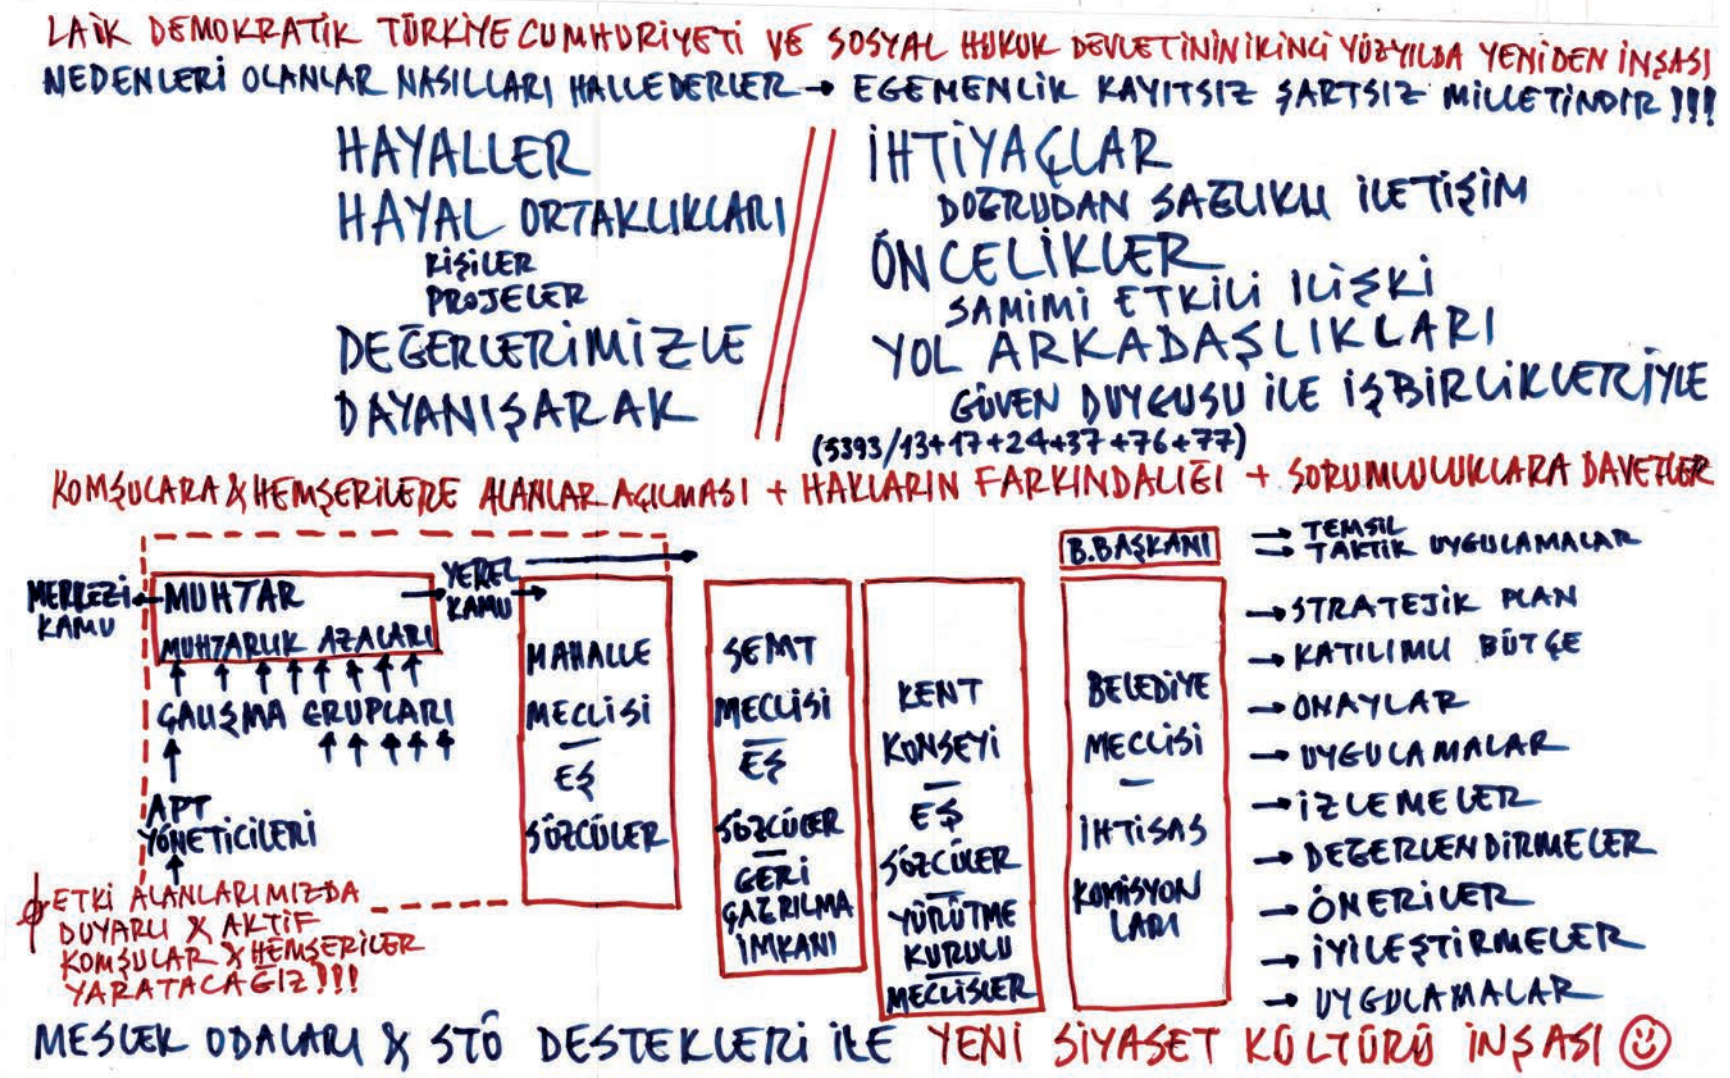 LAİK DEMOKRATİK TÜRKİYE CUMHURİYETİ VE SOSYAL HUKUK DEVLETİNİN İKİNCİ YÜZYILDA YENİDEN İNŞASI
NEDENLERİ OLANLAR NASILLARI HALLEDERLER → EGEMENLİK KAYITSIZ ŞARTSIZ MİLLETİNDİR !!!
HAYALLER
HAYAL ORTAKLIKLARI
KİŞİLER
PROJELER
DEĞERLERİMİZLE
DAYANIŞARAK
İHTİYAÇLAR
DOĞRUDAN SAĞLIKLI İLETİŞİM
ÖNCELİKLER
SAMİMİ ETKİLİ İLİŞKİ
YOL ARKADAŞLIKLARI
GÜVEN DUYGUSU İLE İŞBİRLİKLERİYLE
(5393/13+17+24+37+76+77)
KOMŞULARA & HEMŞERİLERE ALANLAR AÇILMASI + HAKLARIN FARKINDALIĞI + SORUMLULUKLARA DAVETLER
MERKEZİ
KAMU
MUHTAR
MUHTARLIK AZALARI
YEREL
KAMU
ÇALIŞMA GRUPLARI
APT
YÖNETİCİLERİ
ETKİ ALANLARIMIZDA
DUYARLI & AKTİF
KOMŞULAR & HEMŞERİLER
YARATACAĞIZ !!!
MAHALLE
MECLİSİ
—
EŞ
SÖZCÜLER
SEMT
MECLİSİ
—
EŞ
SÖZCÜLER
—
GERİ
ÇAĞRILMA
İMKANI
KENT
KONSEYİ
—
EŞ
SÖZCÜLER
—
YÜRÜTME
KURULU
—
MECLİSLER
B.BAŞKANI
BELEDİYE
MECLİSİ
—
İHTİSAS
KOMİSYON
LARI
→ TEMSİL
→ TAKTİK UYGULAMALAR
→ STRATEJİK PLAN
→ KATILIMLI BÜTÇE
→ ONAYLAR
→ UYGULAMALAR
→ İZLEMELER
→ DEĞERLENDİRMELER
→ ÖNERİLER
→ İYİLEŞTİRMELER
→ UYGULAMALAR
MESLEK ODALARI & STÖ DESTEKLERİ İLE YENİ SİYASET KÜLTÜRÜ İNŞASI